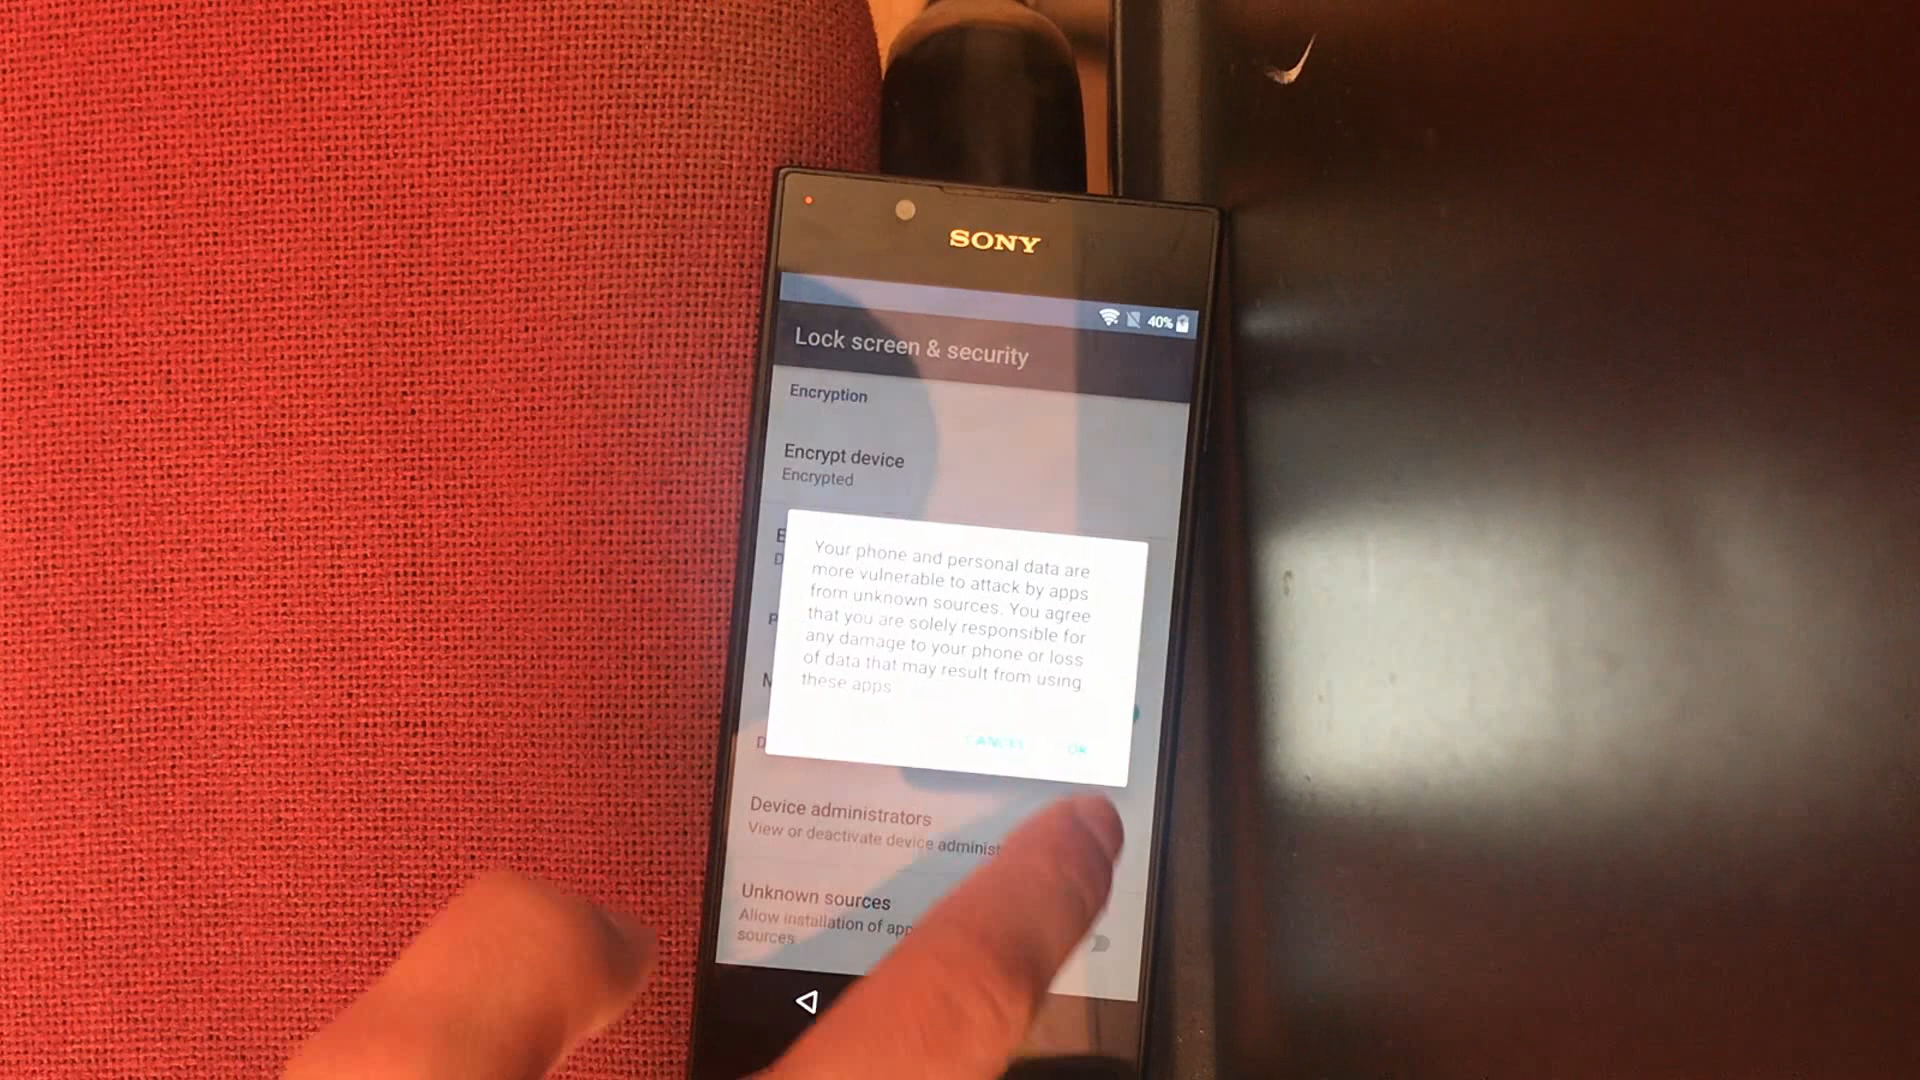 SONY
40%
Lock screen & security
Encryption
Encrypt device
Encrypted
Your phone and personal data are
more vulnerable to attack by apps
from unknown sources. You agree
that you are solely responsible for
any damage to your phone or loss
of data that may result from using
these apps
CANCEL OK
Device administrators
View or deactivate device
Unknown sources
Allow installation of
sources